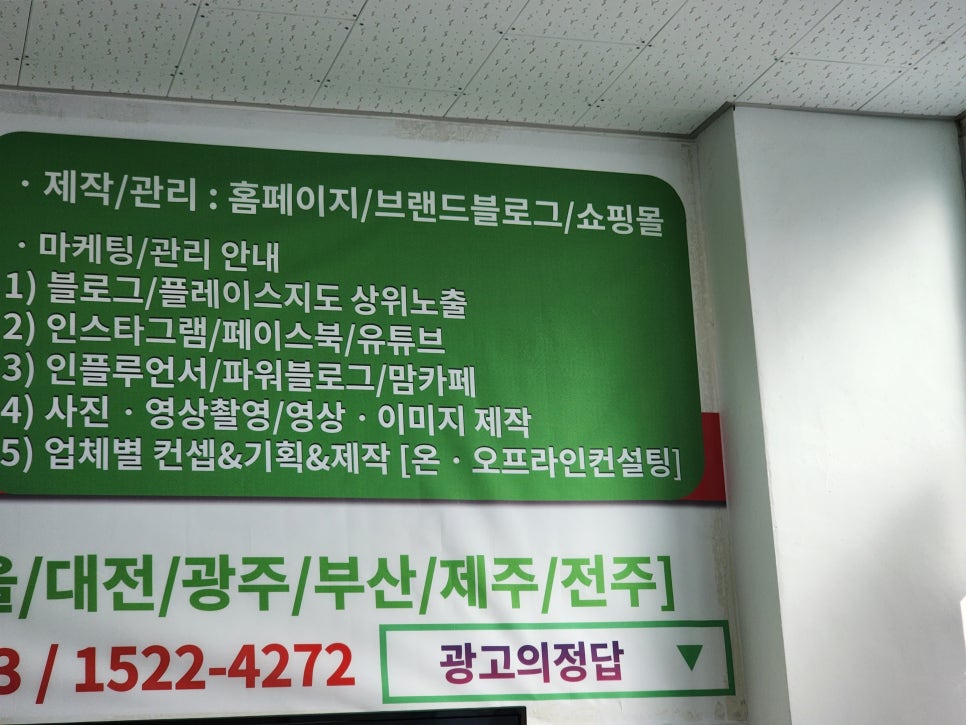 · 제작/관리 : 홈페이지/브랜드블로그/쇼핑몰
· 마케팅/관리 안내
1) 블로그/플레이스지도 상위노출
2) 인스타그램/페이스북/유튜브
3) 인플루언서/파워블로그/맘카페
4) 사진 · 영상촬영/영상 · 이미지 제작
5) 업체별 컨셉&기획&제작 [온 · 오프라인컨설팅]
/대전/광주/부산/제주/전주]
3 / 1522-4272
광고의정답 ▼